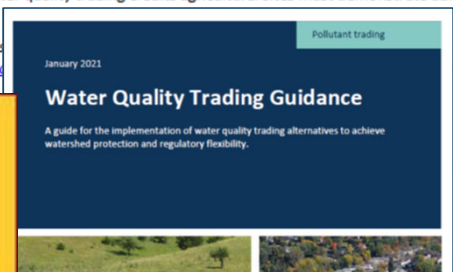 Pollutant trading
January 2021
Water Quality Trading Guidance
A guide for the implementation of water quality trading alternatives to achieve
watershed protection and regulatory flexibility.